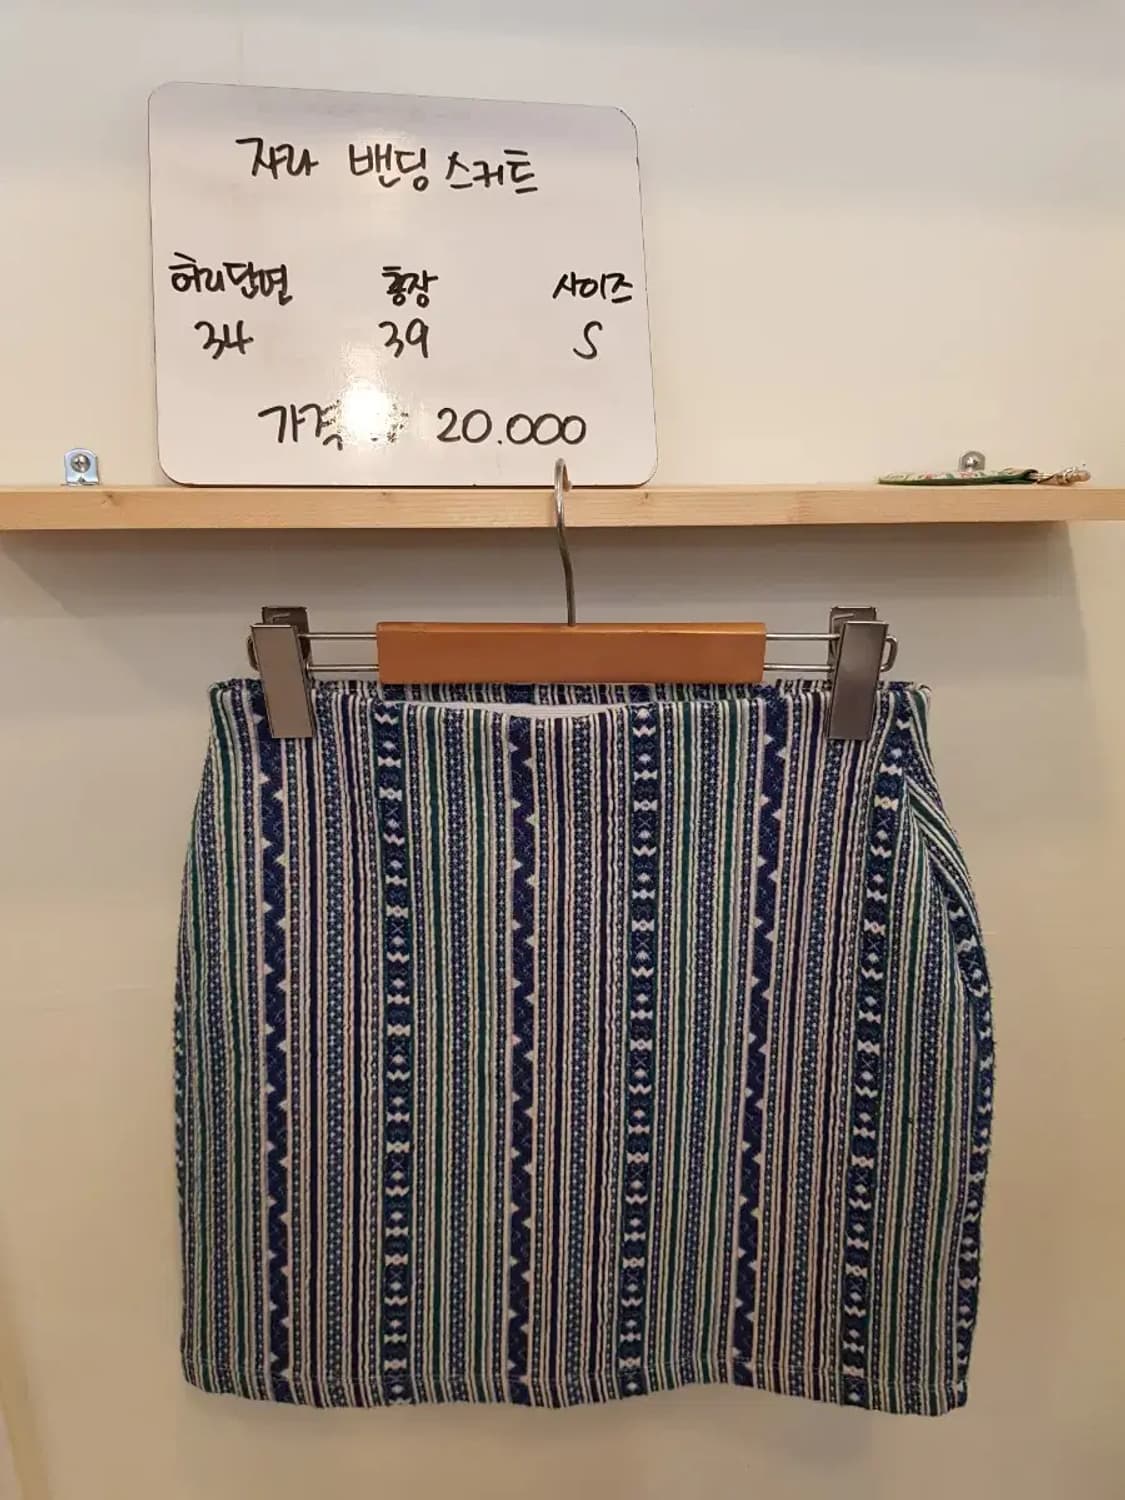 자라 밴딩 스커트
허리단면 총장 사이즈
34 39 S
가격 20.000